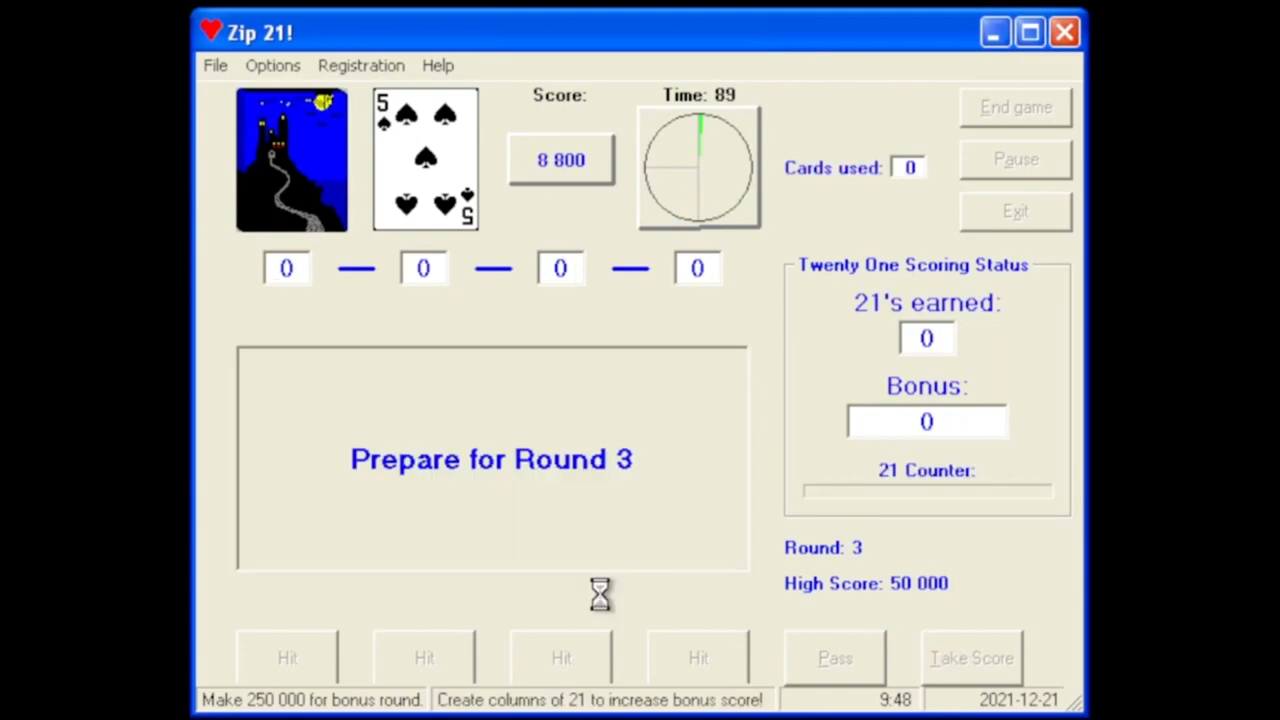 Zip 21!
File Options Registration Help
5
5
Score:
8 800
Time: 89
Cards used: 0
End game
Pause
Exit
0 — 0 — 0 — 0
Twenty One Scoring Status
21's earned:
0
Bonus:
0
21 Counter:
Prepare for Round 3
Round: 3
High Score: 50 000
Hit Hit Hit Hit Pass Take Score
Make 250 000 for bonus round. Create columns of 21 to increase bonus score! 9:48 2021-12-21